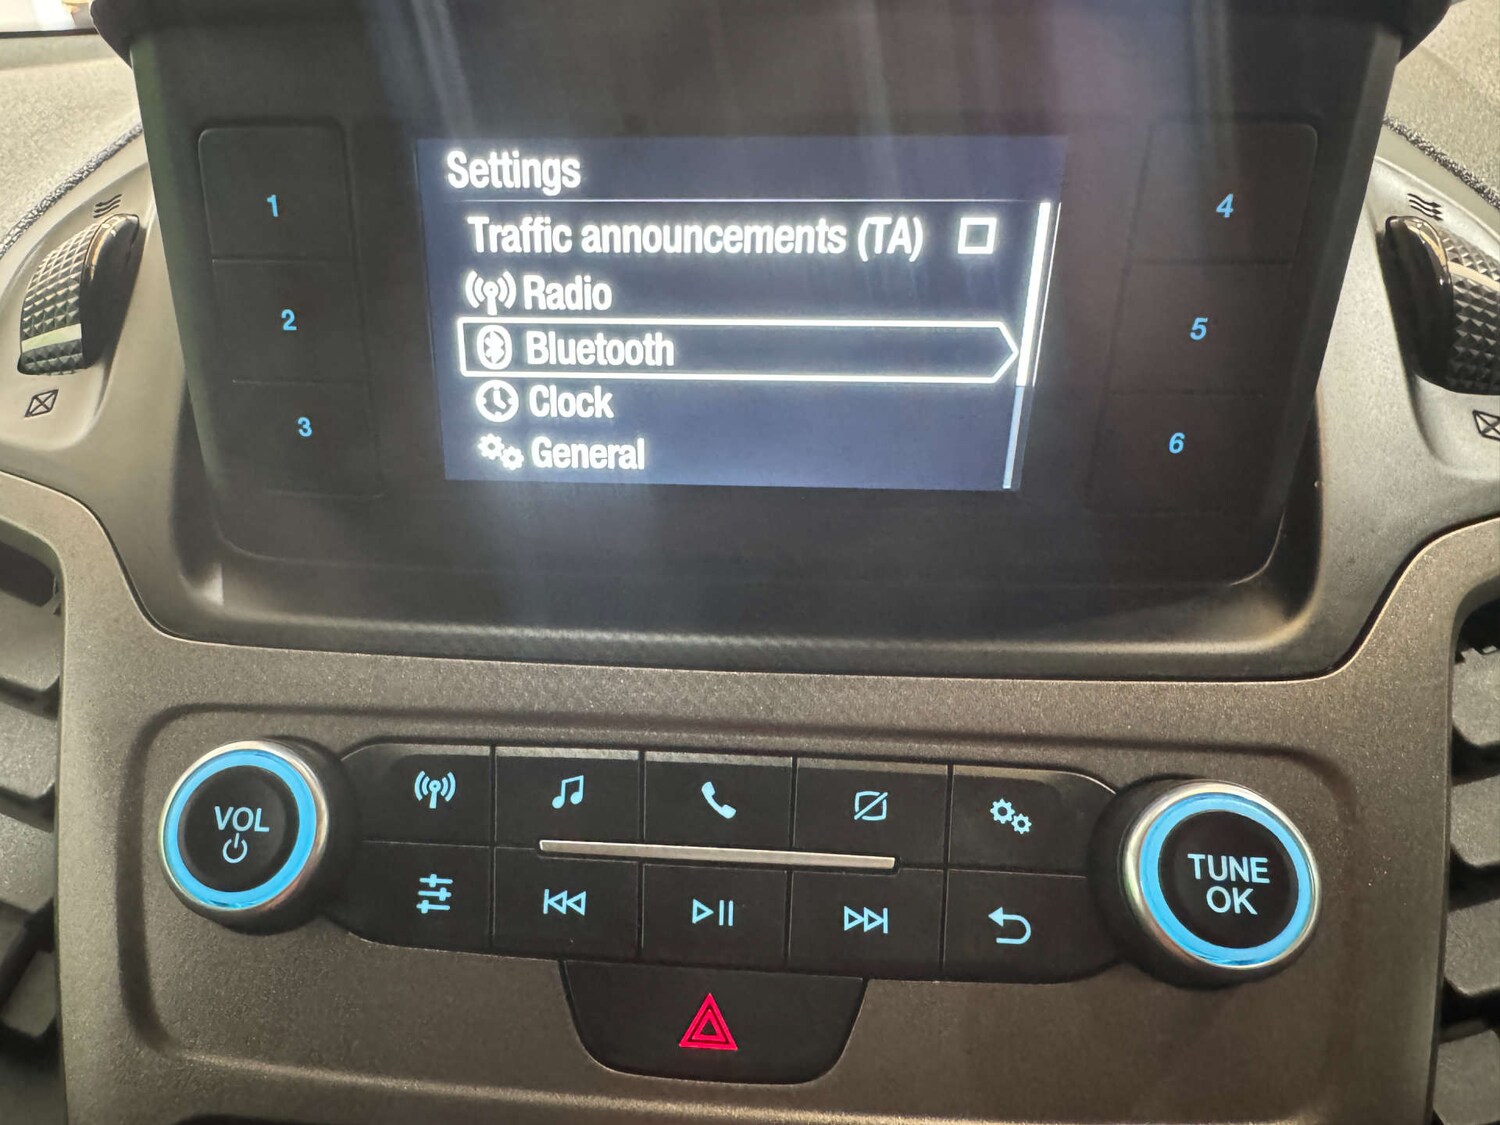 Settings
Traffic announcements (TA)
Radio
Bluetooth
Clock
General
1
2
3
4
5
6
VOL
TUNE
OK